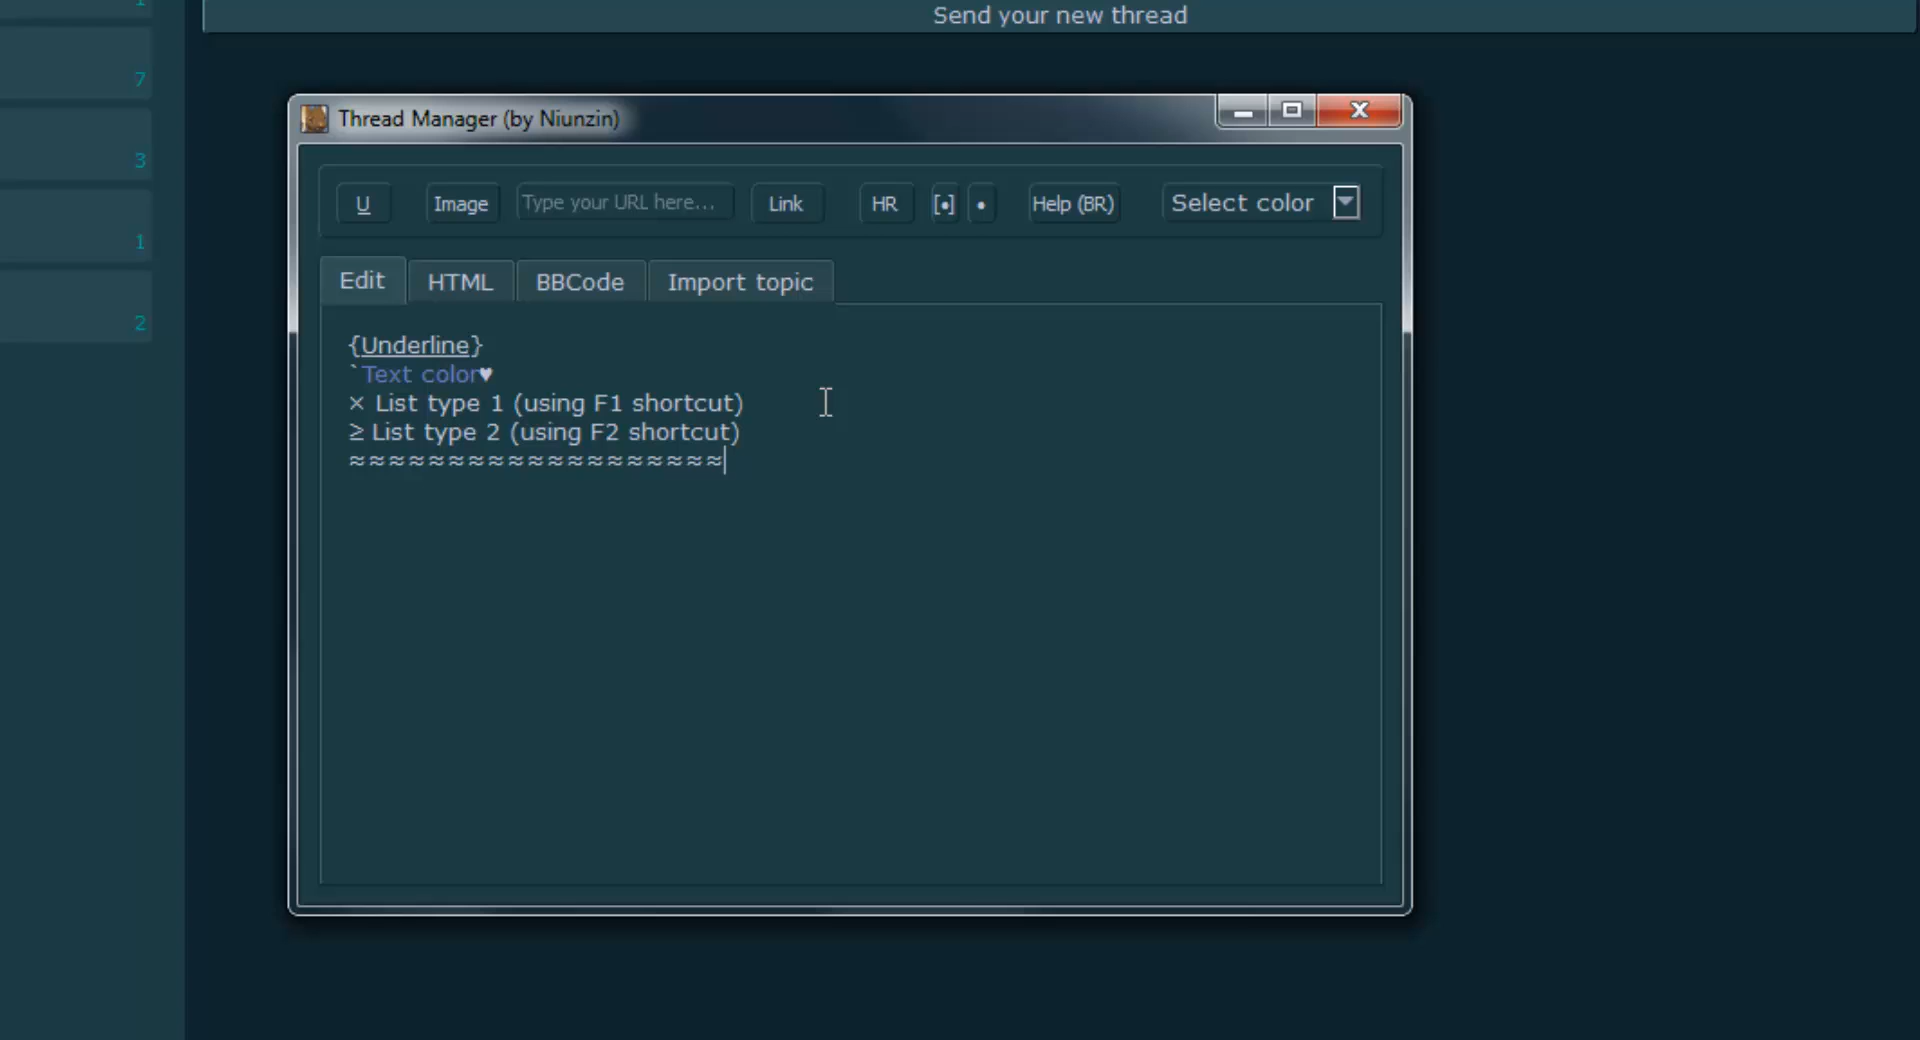 1
Send your new thread
7
3
1
2
Thread Manager (by Niunzin)
U Image Type your URL here... Link HR [•] • Help (BR) Select color
Edit HTML BBCode Import topic
{Underline}
`Text color♥
× List type 1 (using F1 shortcut)
≥ List type 2 (using F2 shortcut)
≈≈≈≈≈≈≈≈≈≈≈≈≈≈≈≈≈≈≈